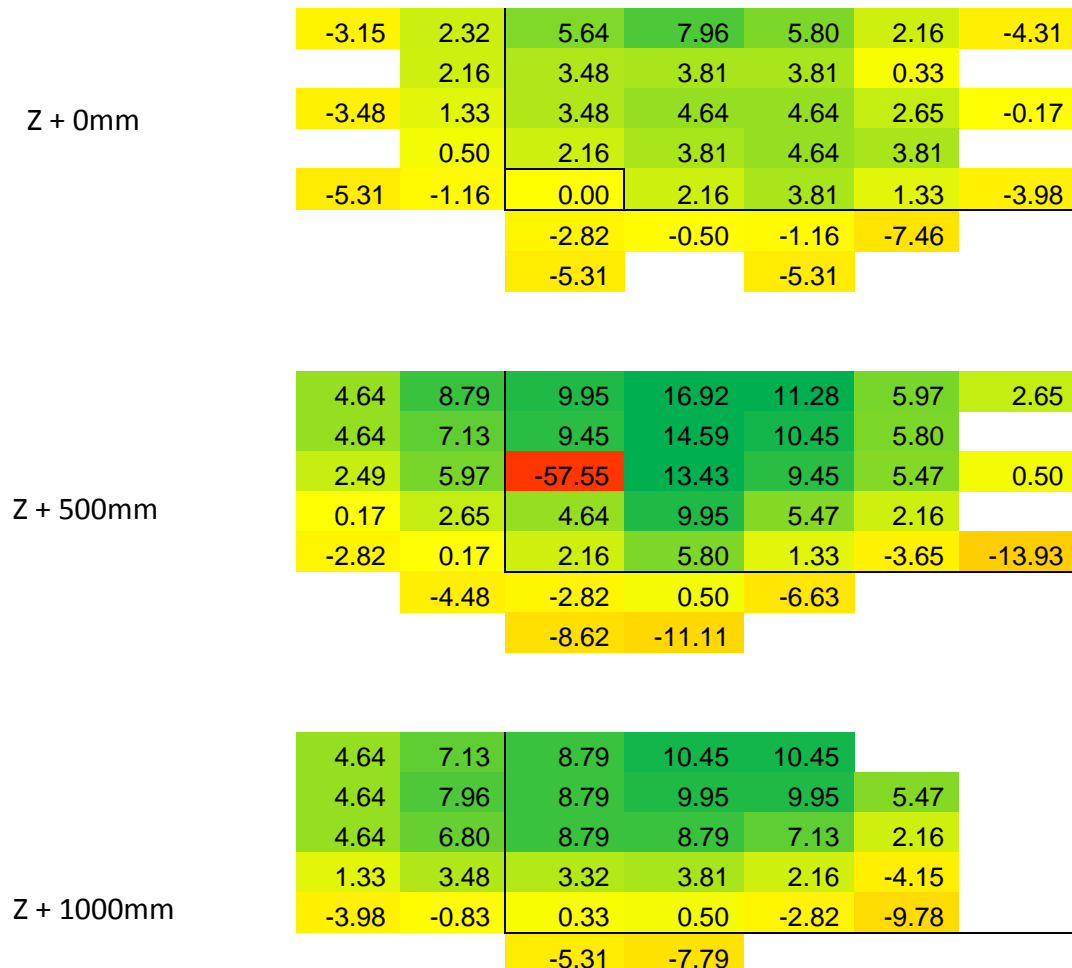 -3.15 2.32 5.64 7.96 5.80 2.16 -4.31
2.16 3.48 3.81 3.81 0.33
Z + 0mm
-3.48 1.33 3.48 4.64 4.64 2.65 -0.17
0.50 2.16 3.81 4.64 3.81
-5.31 -1.16 0.00 2.16 3.81 1.33 -3.98
-2.82 -0.50 -1.16 -7.46
-5.31 -5.31
4.64 8.79 9.95 16.92 11.28 5.97 2.65
4.64 7.13 9.45 14.59 10.45 5.80
2.49 5.97 -57.55 13.43 9.45 5.47 0.50
Z + 500mm
0.17 2.65 4.64 9.95 5.47 2.16
-2.82 0.17 2.16 5.80 1.33 -3.65 -13.93
-4.48 -2.82 0.50 -6.63
-8.62 -11.11
4.64 7.13 8.79 10.45 10.45
4.64 7.96 8.79 9.95 9.95 5.47
4.64 6.80 8.79 8.79 7.13 2.16
1.33 3.48 3.32 3.81 2.16 -4.15
Z + 1000mm
-3.98 -0.83 0.33 0.50 -2.82 -9.78
-5.31 -7.79